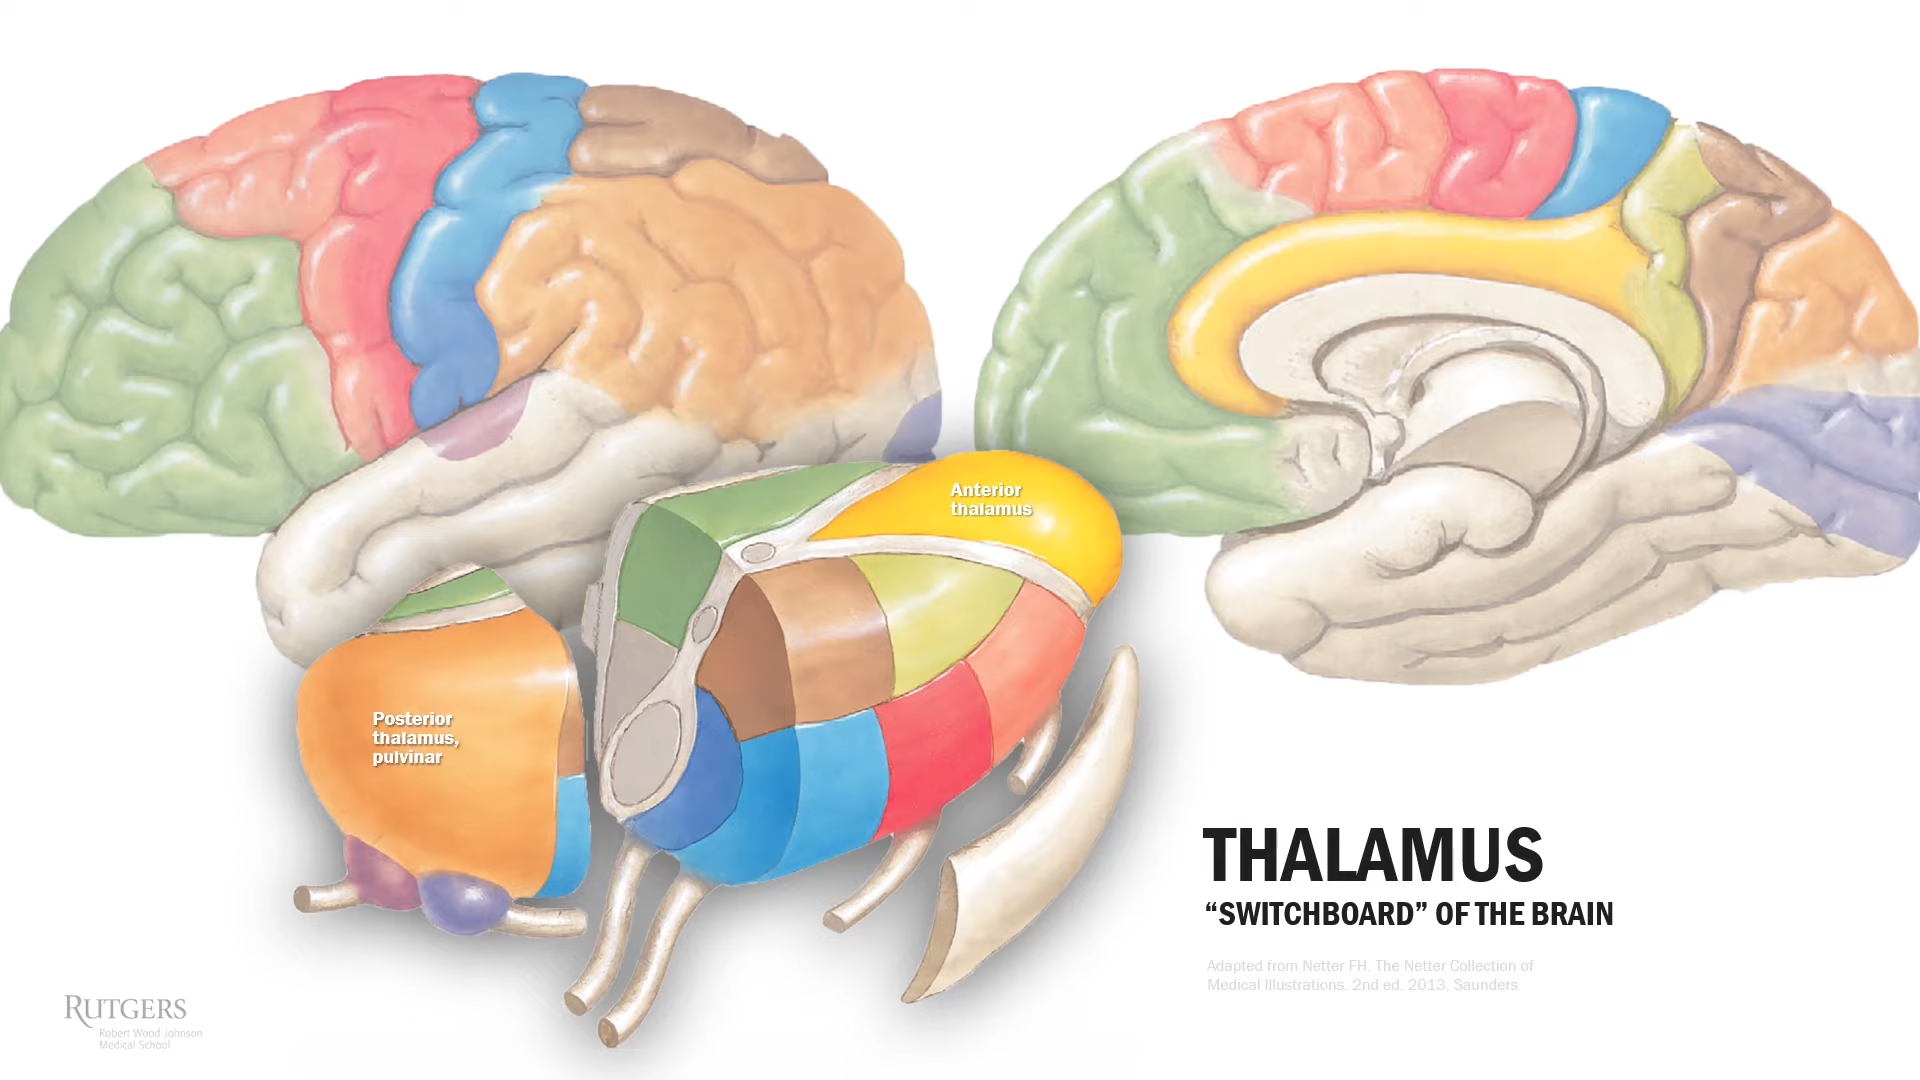 Anterior
thalamus
Posterior
thalamus,
pulvinar
THALAMUS
“SWITCHBOARD” OF THE BRAIN
Adapted from Netter FH. The Netter Collection of
Medical Illustrations. 2nd ed. 2013, Saunders
RUTGERS
Robert Wood Johnson
Medical School